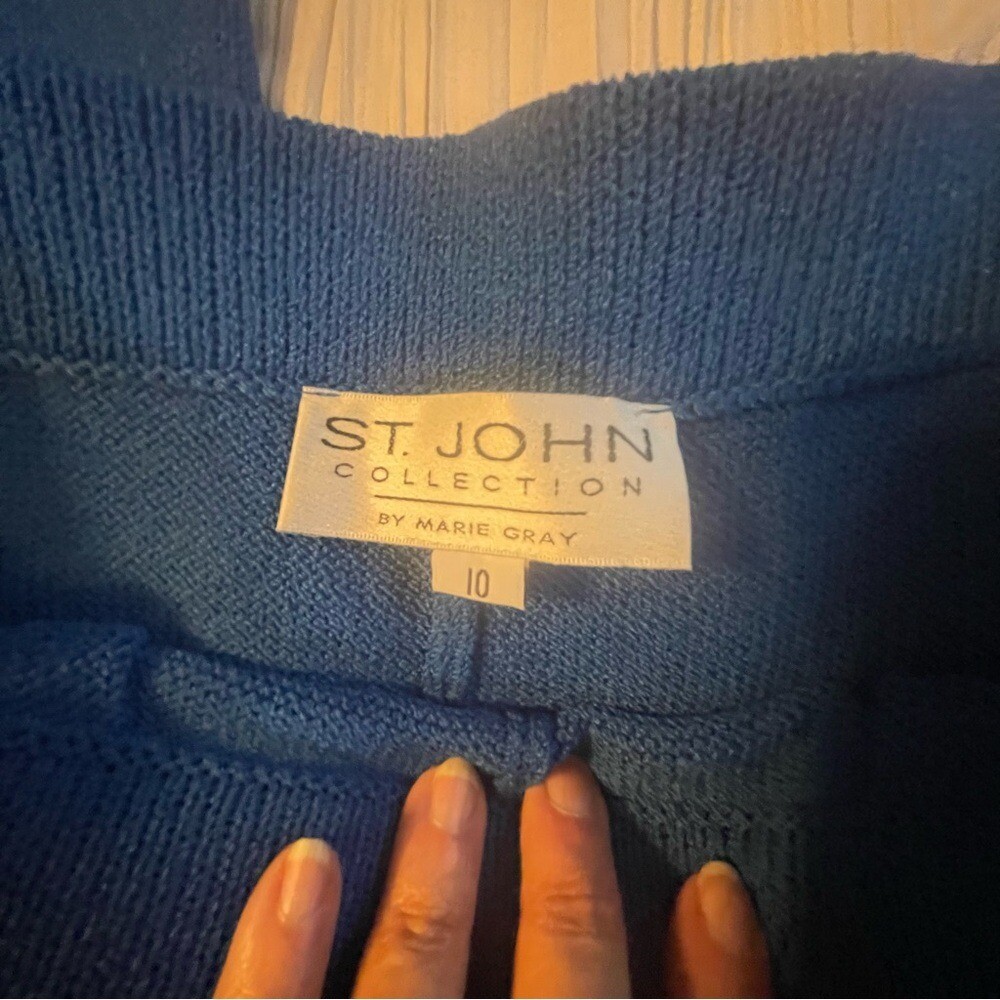 ST. JOHN
COLLECTION
BY MARIE GRAY
10